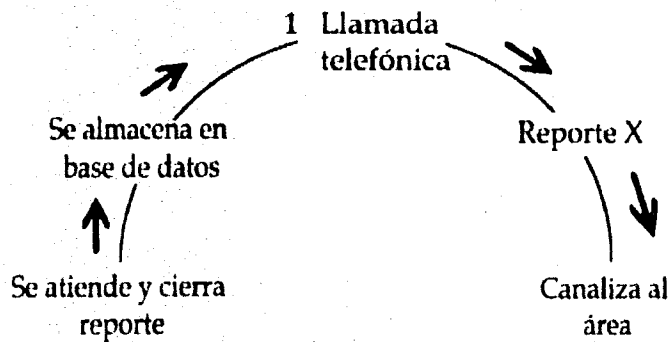 1 Llamada
telefónica
Reporte X
Canaliza al
área
Se atiende y cierra
reporte
Se almacena en
base de datos